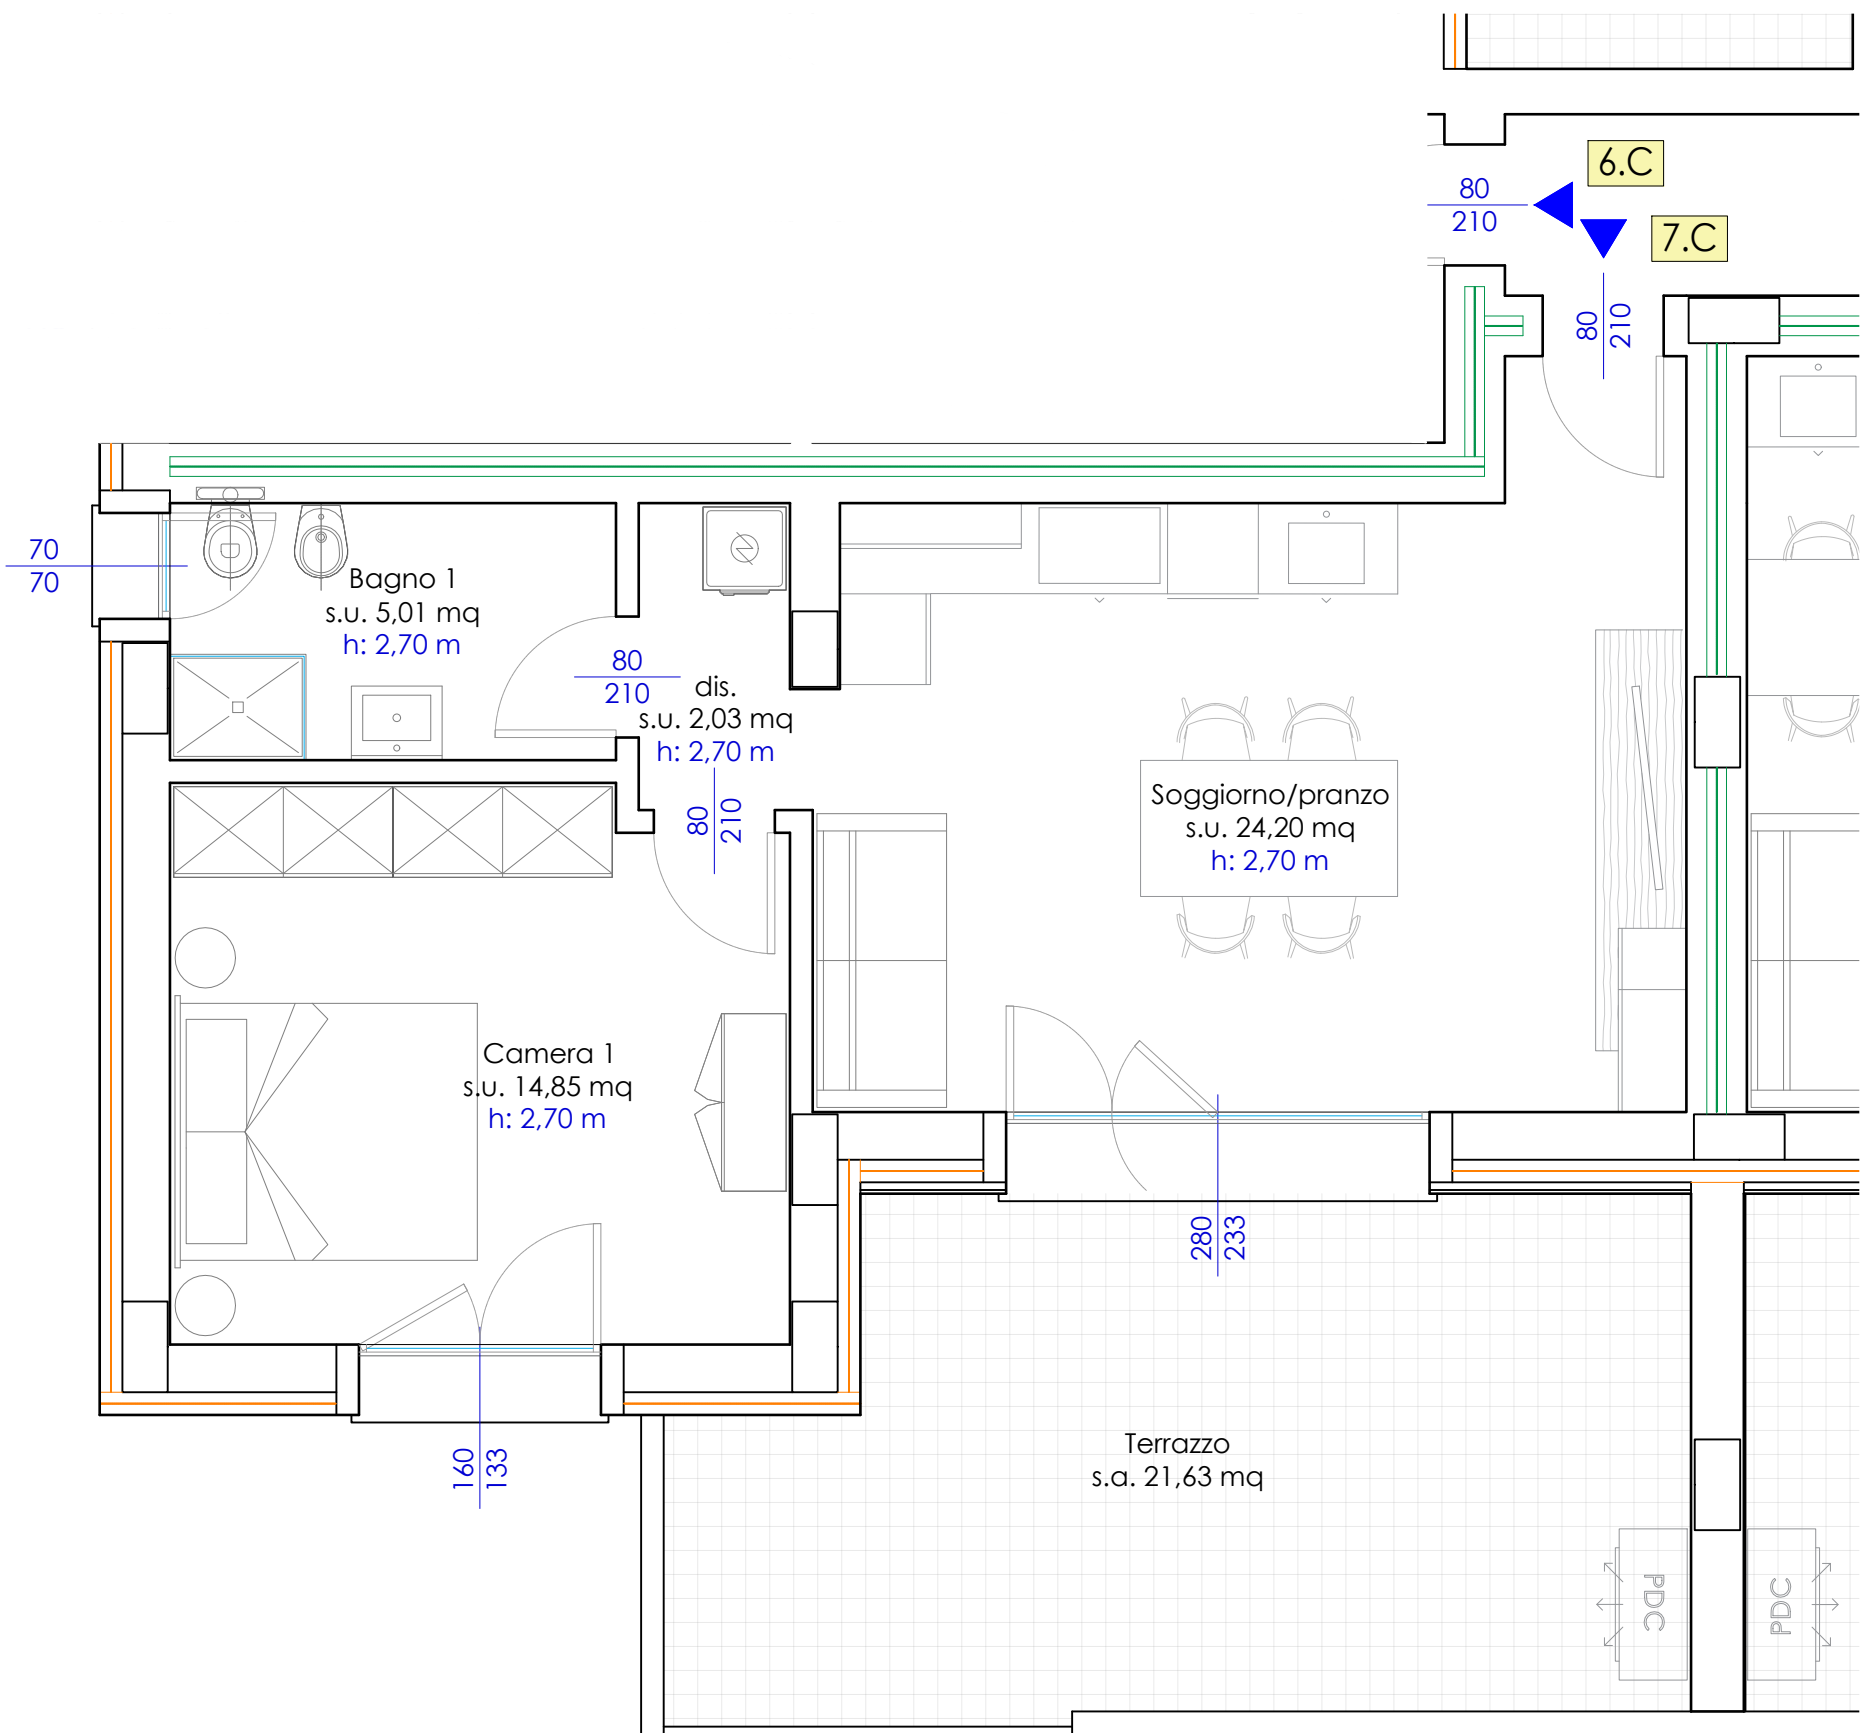 6.C
80
210
7.C
80
210
70
70
Bagno 1
s.u. 5,01 mq
h: 2,70 m
80
210
dis.
s.u. 2,03 mq
h: 2,70 m
80
210
Soggiorno/pranzo
s.u. 24,20 mq
h: 2,70 m
Camera 1
s.u. 14,85 mq
h: 2,70 m
280
233
160
133
Terrazzo
s.a. 21,63 mq
PDC
PDC